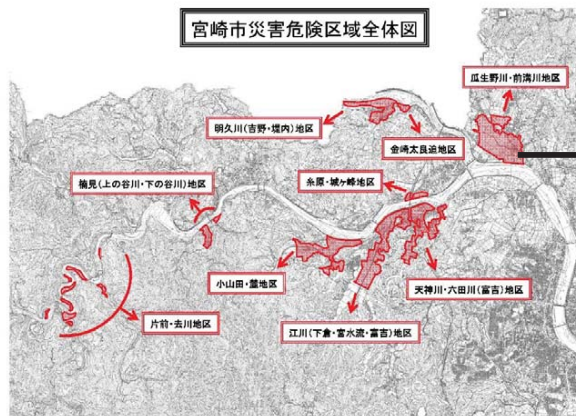 宮崎市災害危険区域全体図
瓜生野川・前溝川地区
明久川(吉野・堤内)地区
金崎太良迫地区
楠見(上の谷川・下の谷川)地区
糸原・城ヶ峰地区
小山田・麓地区
天神川・六田川(富吉)地区
片前・去川地区
江川(下倉・宮水流・富吉)地区